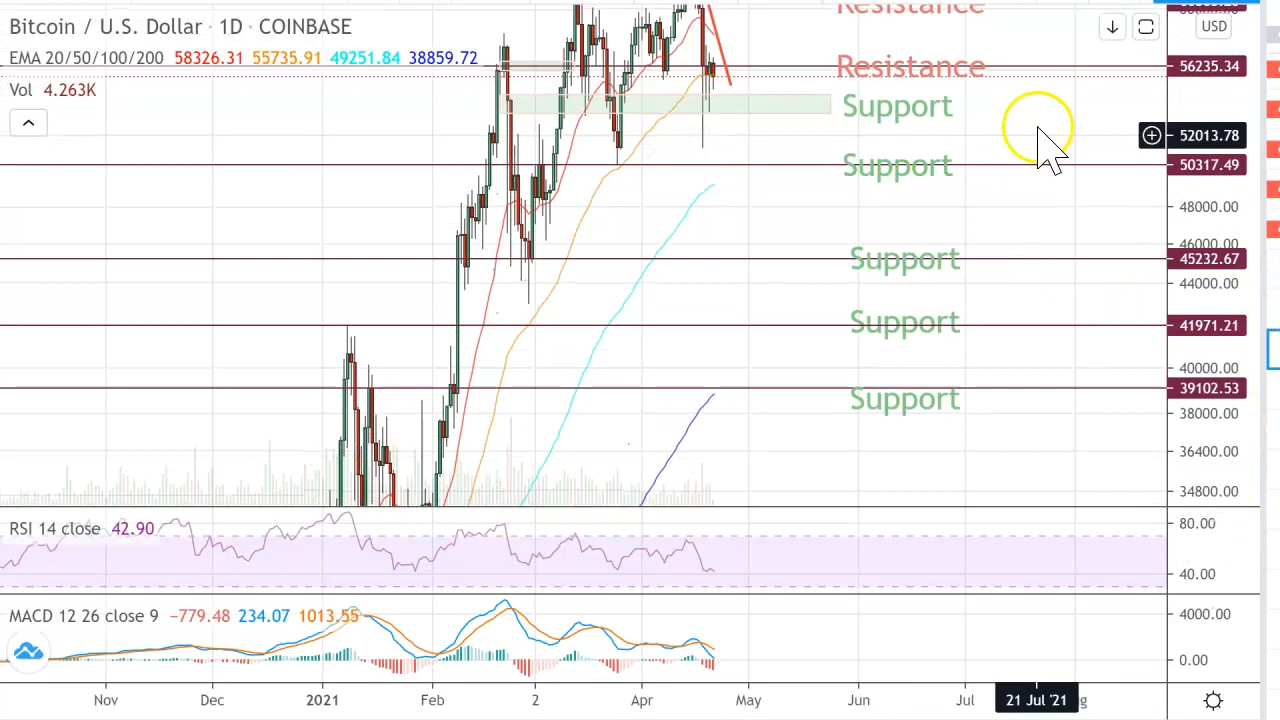 Resistance
Bitcoin / U.S. Dollar · 1D · COINBASE
USD
EMA 20/50/100/200 58326.31 55735.91 49251.84 38859.72
Resistance
56235.34
Vol 4.263K
Support
52013.78
Support
50317.49
48000.00
46000.00
Support
45232.67
44000.00
Support
41971.21
40000.00
39102.53
Support
38000.00
36400.00
34800.00
RSI 14 close 42.90
80.00
40.00
MACD 12 26 close 9 −779.48 234.07 1013.55
4000.00
0.00
Nov Dec 2021 Feb 2 Apr May Jun Jul 21 Jul '21